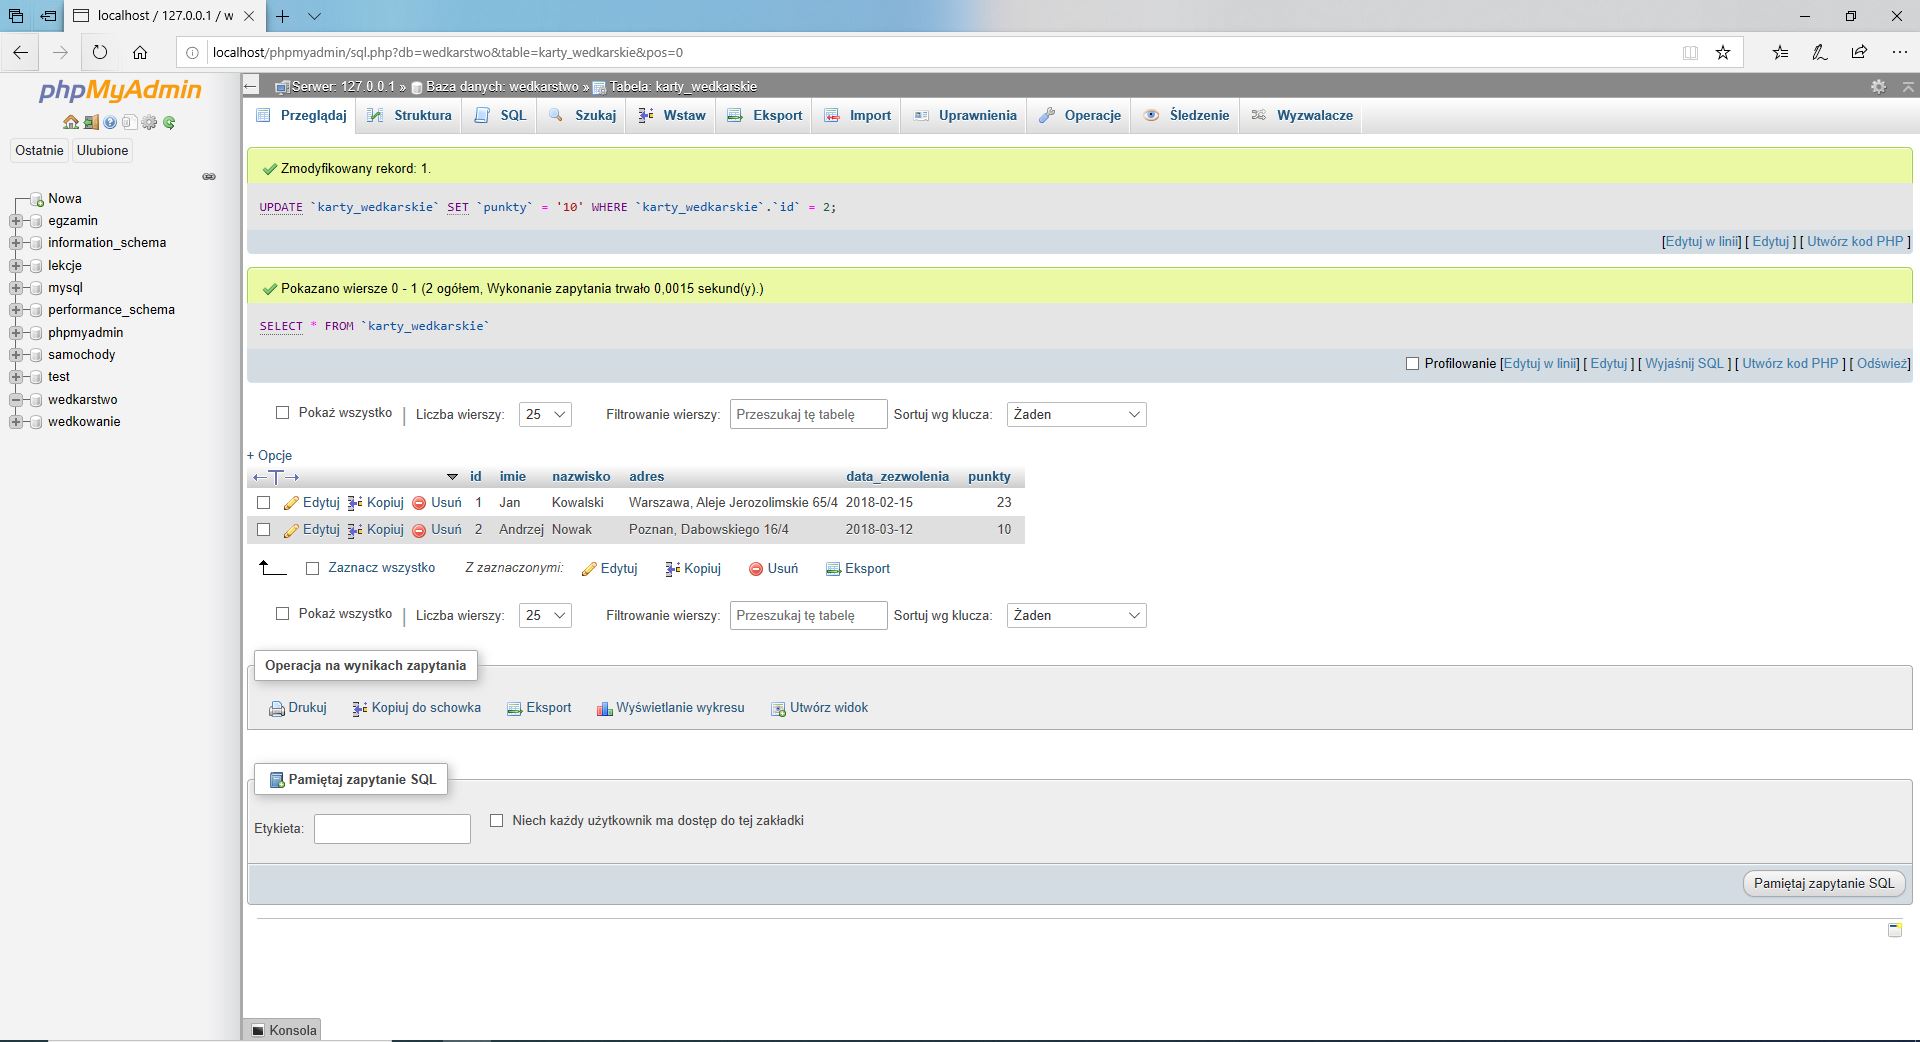 localhost / 127.0.0.1 / w
localhost/phpmyadmin/sql.php?db=wedkarstwo&table=karty_wedkarskie&pos=0
phpMyAdmin
Ostatnie Ulubione
Nowa
egzamin
information_schema
lekcje
mysql
performance_schema
phpmyadmin
samochody
test
wedkarstwo
wedkowanie
Serwer: 127.0.0.1 » Baza danych: wedkarstwo » Tabela: karty_wedkarskie
Przeglądaj Struktura SQL Szukaj Wstaw Eksport Import Uprawnienia Operacje Śledzenie Wyzwalacze
Zmodyfikowany rekord: 1.
UPDATE `karty_wedkarskie` SET `punkty` = '10' WHERE `karty_wedkarskie`.`id` = 2;
[Edytuj w linii] [ Edytuj ] [ Utwórz kod PHP ]
Pokazano wiersze 0 - 1 (2 ogółem, Wykonanie zapytania trwało 0,0015 sekund(y).)
SELECT * FROM `karty_wedkarskie`
Profilowanie [Edytuj w linii] [ Edytuj ] [ Wyjaśnij SQL ] [ Utwórz kod PHP ] [ Odśwież]
Pokaż wszystko | Liczba wierszy: 25 Filtrowanie wierszy: Przeszukaj tę tabelę Sortuj wg klucza: Żaden
+ Opcje
←T→ id imie nazwisko adres data_zezwolenia punkty
Edytuj Kopiuj Usuń 1 Jan Kowalski Warszawa, Aleje Jerozolimskie 65/4 2018-02-15 23
Edytuj Kopiuj Usuń 2 Andrzej Nowak Poznan, Dabowskiego 16/4 2018-03-12 10
Zaznacz wszystko Z zaznaczonymi: Edytuj Kopiuj Usuń Eksport
Pokaż wszystko | Liczba wierszy: 25 Filtrowanie wierszy: Przeszukaj tę tabelę Sortuj wg klucza: Żaden
Operacja na wynikach zapytania
Drukuj Kopiuj do schowka Eksport Wyświetlanie wykresu Utwórz widok
Pamiętaj zapytanie SQL
Etykieta: Niech każdy użytkownik ma dostęp do tej zakładki
Pamiętaj zapytanie SQL
Konsola